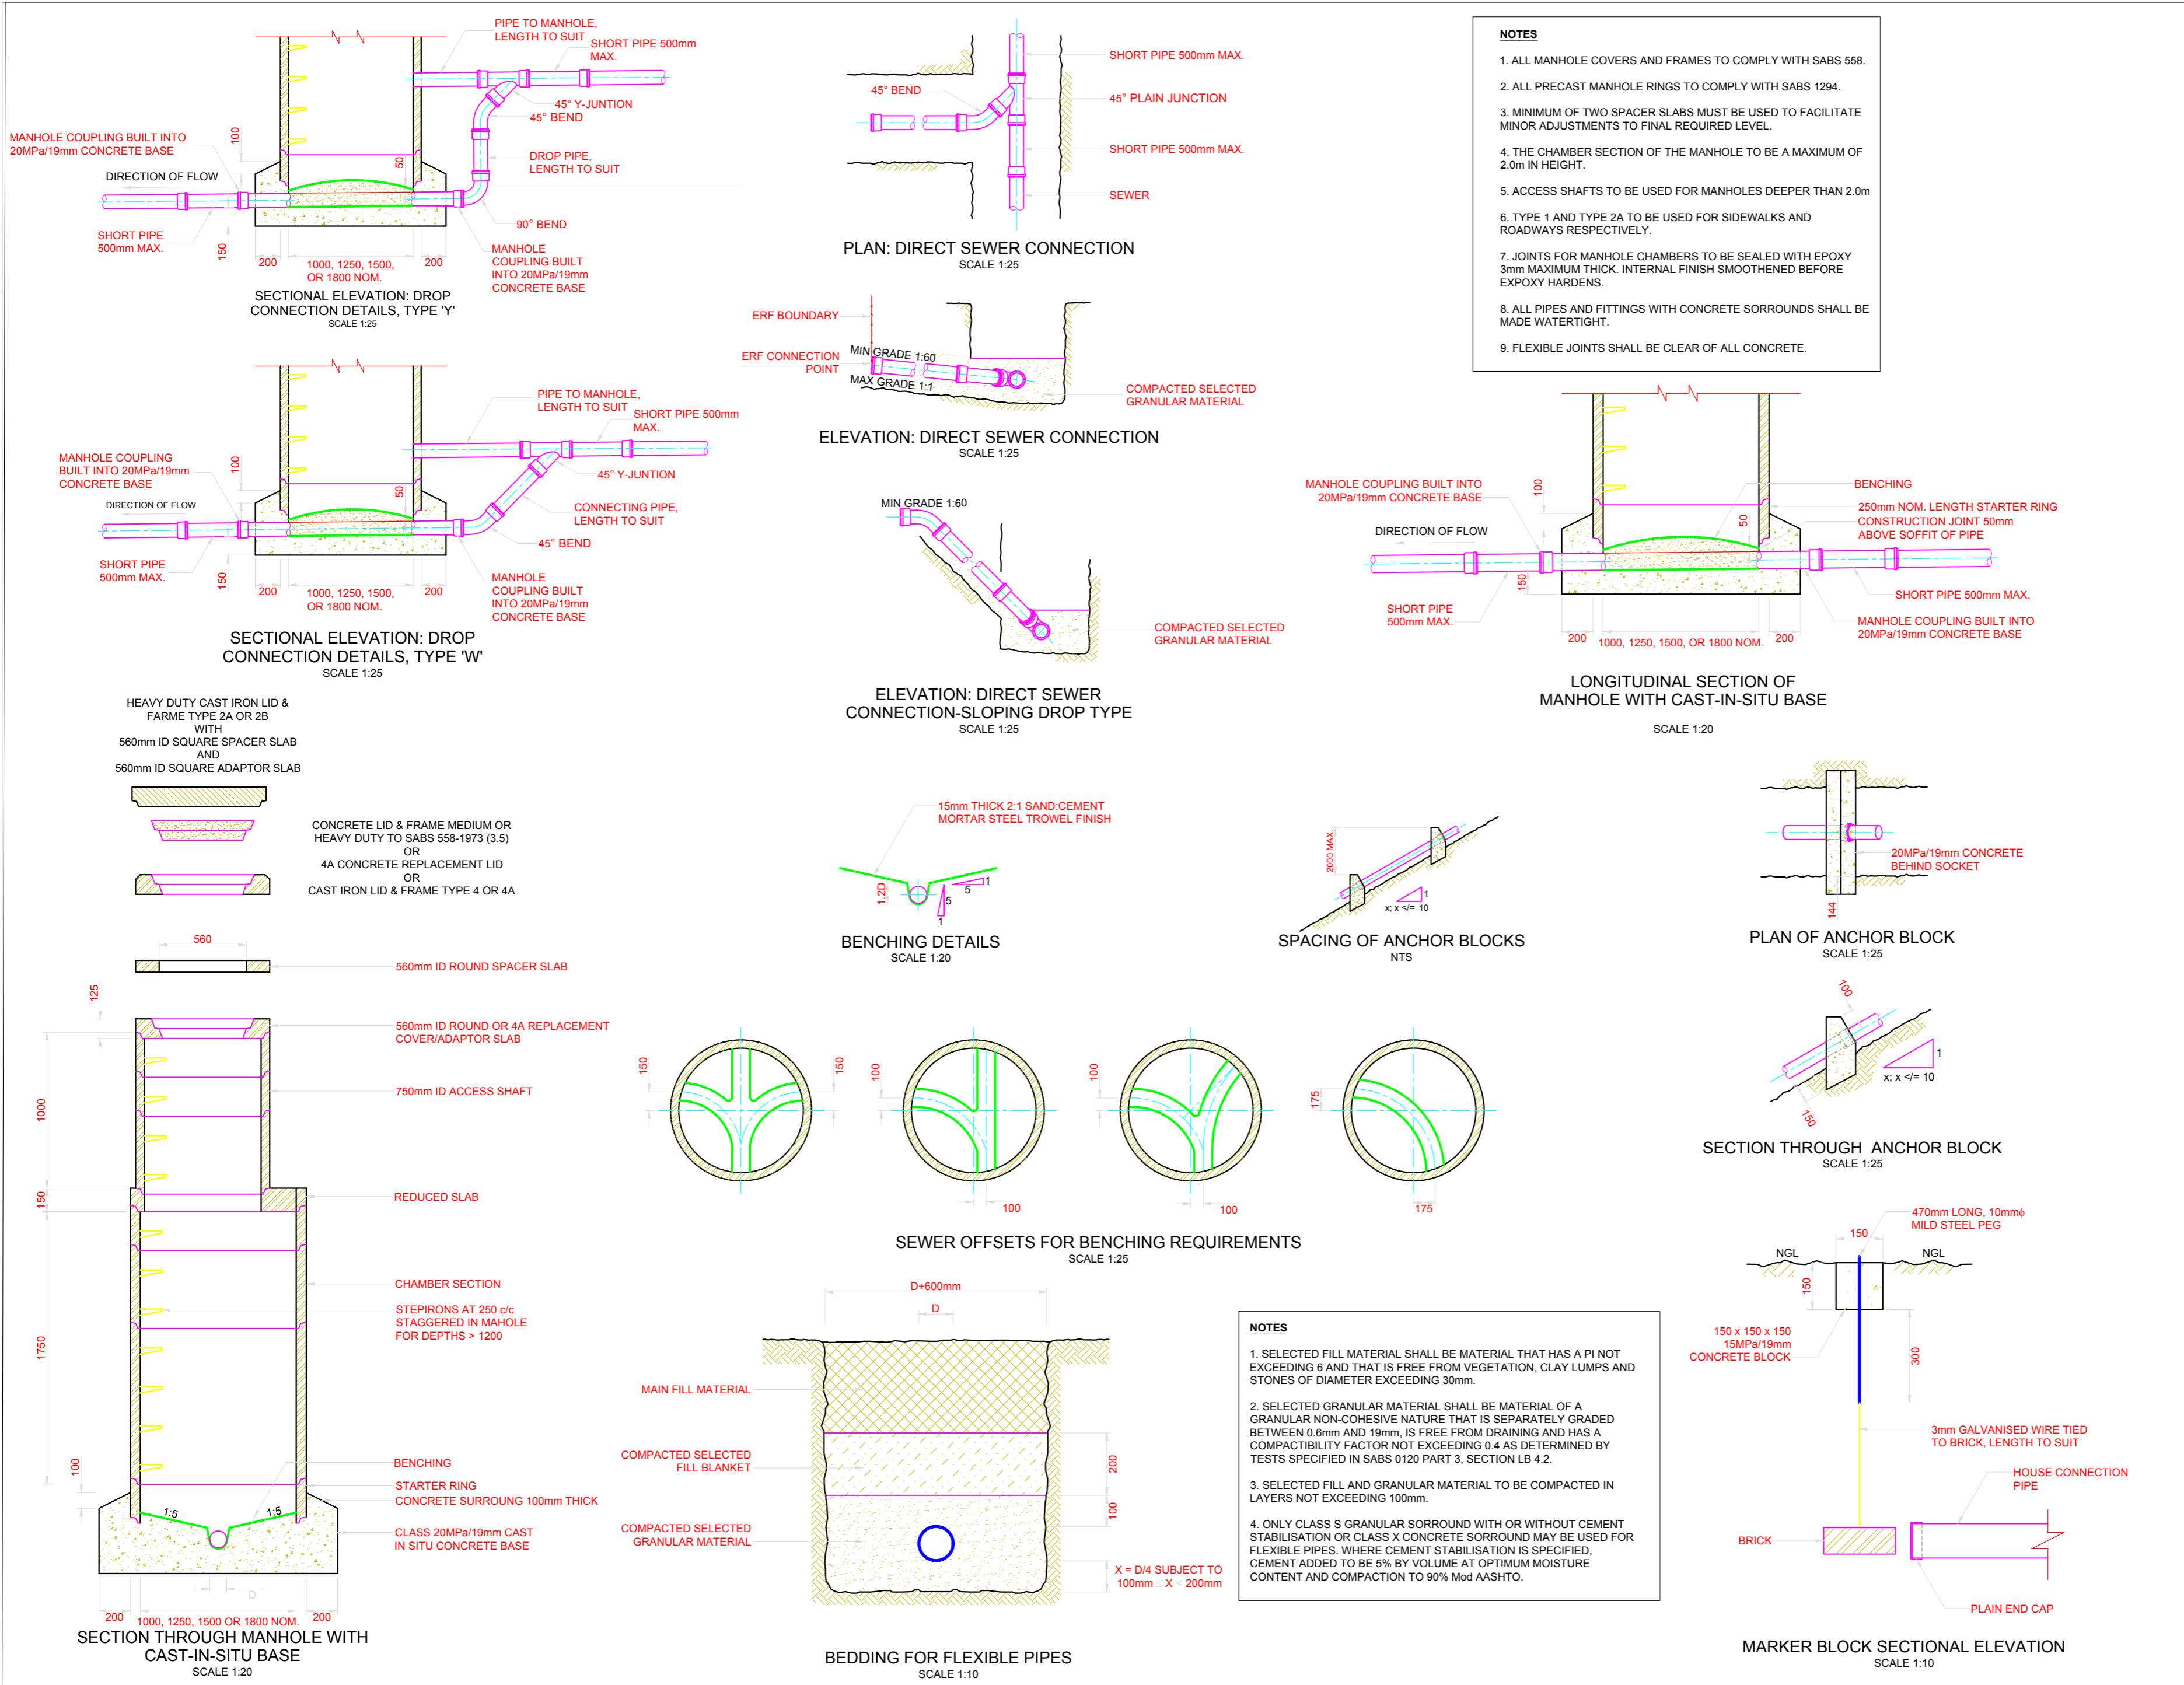 PIPE TO MANHOLE,
LENGTH TO SUIT
SHORT PIPE 500mm
MAX.
45° Y-JUNTION
45° BEND
MANHOLE COUPLING BUILT INTO
20MPa/19mm CONCRETE BASE
100
50
DROP PIPE,
LENGTH TO SUIT
DIRECTION OF FLOW
90° BEND
SHORT PIPE
500mm MAX.
150
200
1000, 1250, 1500,
OR 1800 NOM.
200
MANHOLE
COUPLING BUILT
INTO 20MPa/19mm
CONCRETE BASE
SECTIONAL ELEVATION: DROP
CONNECTION DETAILS, TYPE 'Y'
SCALE 1:25
PIPE TO MANHOLE,
LENGTH TO SUIT
SHORT PIPE 500mm
MAX.
MANHOLE COUPLING
BUILT INTO 20MPa/19mm
CONCRETE BASE
100
50
45° Y-JUNTION
DIRECTION OF FLOW
CONNECTING PIPE,
LENGTH TO SUIT
45° BEND
SHORT PIPE
500mm MAX.
150
200
1000, 1250, 1500,
OR 1800 NOM.
200
MANHOLE
COUPLING BUILT
INTO 20MPa/19mm
CONCRETE BASE
SECTIONAL ELEVATION: DROP
CONNECTION DETAILS, TYPE 'W'
SCALE 1:25
SHORT PIPE 500mm MAX.
45° BEND
45° PLAIN JUNCTION
SHORT PIPE 500mm MAX.
SEWER
PLAN: DIRECT SEWER CONNECTION
SCALE 1:25
ERF BOUNDARY
ERF CONNECTION
POINT
MIN GRADE 1:60
MAX GRADE 1:1
COMPACTED SELECTED
GRANULAR MATERIAL
ELEVATION: DIRECT SEWER CONNECTION
SCALE 1:25
MIN GRADE 1:60
COMPACTED SELECTED
GRANULAR MATERIAL
ELEVATION: DIRECT SEWER
CONNECTION-SLOPING DROP TYPE
SCALE 1:25
NOTES
1. ALL MANHOLE COVERS AND FRAMES TO COMPLY WITH SABS 558.
2. ALL PRECAST MANHOLE RINGS TO COMPLY WITH SABS 1294.
3. MINIMUM OF TWO SPACER SLABS MUST BE USED TO FACILITATE
MINOR ADJUSTMENTS TO FINAL REQUIRED LEVEL.
4. THE CHAMBER SECTION OF THE MANHOLE TO BE A MAXIMUM OF
2.0m IN HEIGHT.
5. ACCESS SHAFTS TO BE USED FOR MANHOLES DEEPER THAN 2.0m
6. TYPE 1 AND TYPE 2A TO BE USED FOR SIDEWALKS AND
ROADWAYS RESPECTIVELY.
7. JOINTS FOR MANHOLE CHAMBERS TO BE SEALED WITH EPOXY
3mm MAXIMUM THICK. INTERNAL FINISH SMOOTHENED BEFORE
EXPOXY HARDENS.
8. ALL PIPES AND FITTINGS WITH CONCRETE SORROUNDS SHALL BE
MADE WATERTIGHT.
9. FLEXIBLE JOINTS SHALL BE CLEAR OF ALL CONCRETE.
MANHOLE COUPLING BUILT INTO
20MPa/19mm CONCRETE BASE
100
50
BENCHING
250mm NOM. LENGTH STARTER RING
CONSTRUCTION JOINT 50mm
ABOVE SOFFIT OF PIPE
DIRECTION OF FLOW
150
SHORT PIPE
500mm MAX.
SHORT PIPE 500mm MAX.
MANHOLE COUPLING BUILT INTO
20MPa/19mm CONCRETE BASE
200
1000, 1250, 1500, OR 1800 NOM.
200
LONGITUDINAL SECTION OF
MANHOLE WITH CAST-IN-SITU BASE
SCALE 1:20
HEAVY DUTY CAST IRON LID &
FARME TYPE 2A OR 2B
WITH
560mm ID SQUARE SPACER SLAB
AND
560mm ID SQUARE ADAPTOR SLAB
CONCRETE LID & FRAME MEDIUM OR
HEAVY DUTY TO SABS 558-1973 (3.5)
OR
4A CONCRETE REPLACEMENT LID
OR
CAST IRON LID & FRAME TYPE 4 OR 4A
560
560mm ID ROUND SPACER SLAB
125
560mm ID ROUND OR 4A REPLACEMENT
COVER/ADAPTOR SLAB
750mm ID ACCESS SHAFT
1000
150
REDUCED SLAB
CHAMBER SECTION
STEPIRONS AT 250 c/c
STAGGERED IN MAHOLE
FOR DEPTHS > 1200
1750
100
BENCHING
STARTER RING
CONCRETE SURROUNG 100mm THICK
1:5
1:5
CLASS 20MPa/19mm CAST
IN SITU CONCRETE BASE
D
200
1000, 1250, 1500 OR 1800 NOM.
200
SECTION THROUGH MANHOLE WITH
CAST-IN-SITU BASE
SCALE 1:20
15mm THICK 2:1 SAND:CEMENT
MORTAR STEEL TROWEL FINISH
1.2D
1
5
5
1
BENCHING DETAILS
SCALE 1:20
2000 MAX.
1
x; x </= 10
SPACING OF ANCHOR BLOCKS
NTS
20MPa/19mm CONCRETE
BEHIND SOCKET
144
PLAN OF ANCHOR BLOCK
SCALE 1:25
100
1
x; x </= 10
150
SECTION THROUGH ANCHOR BLOCK
SCALE 1:25
150
150
100
100
100
100
175
175
SEWER OFFSETS FOR BENCHING REQUIREMENTS
SCALE 1:25
D+600mm
D
MAIN FILL MATERIAL
COMPACTED SELECTED
FILL BLANKET
200
100
COMPACTED SELECTED
GRANULAR MATERIAL
X = D/4 SUBJECT TO
100mm < X < 200mm
BEDDING FOR FLEXIBLE PIPES
SCALE 1:10
NOTES
1. SELECTED FILL MATERIAL SHALL BE MATERIAL THAT HAS A PI NOT
EXCEEDING 6 AND THAT IS FREE FROM VEGETATION, CLAY LUMPS AND
STONES OF DIAMETER EXCEEDING 30mm.
2. SELECTED GRANULAR MATERIAL SHALL BE MATERIAL OF A
GRANULAR NON-COHESIVE NATURE THAT IS SEPARATELY GRADED
BETWEEN 0.6mm AND 19mm, IS FREE FROM DRAINING AND HAS A
COMPACTIBILITY FACTOR NOT EXCEEDING 0.4 AS DETERMINED BY
TESTS SPECIFIED IN SABS 0120 PART 3, SECTION LB 4.2.
3. SELECTED FILL AND GRANULAR MATERIAL TO BE COMPACTED IN
LAYERS NOT EXCEEDING 100mm.
4. ONLY CLASS S GRANULAR SORROUND WITH OR WITHOUT CEMENT
STABILISATION OR CLASS X CONCRETE SORROUND MAY BE USED FOR
FLEXIBLE PIPES. WHERE CEMENT STABILISATION IS SPECIFIED,
CEMENT ADDED TO BE 5% BY VOLUME AT OPTIMUM MOISTURE
CONTENT AND COMPACTION TO 90% Mod AASHTO.
470mm LONG, 10mmϕ
MILD STEEL PEG
150
NGL
NGL
150
150 x 150 x 150
15MPa/19mm
CONCRETE BLOCK
300
3mm GALVANISED WIRE TIED
TO BRICK, LENGTH TO SUIT
HOUSE CONNECTION
PIPE
BRICK
PLAIN END CAP
MARKER BLOCK SECTIONAL ELEVATION
SCALE 1:10